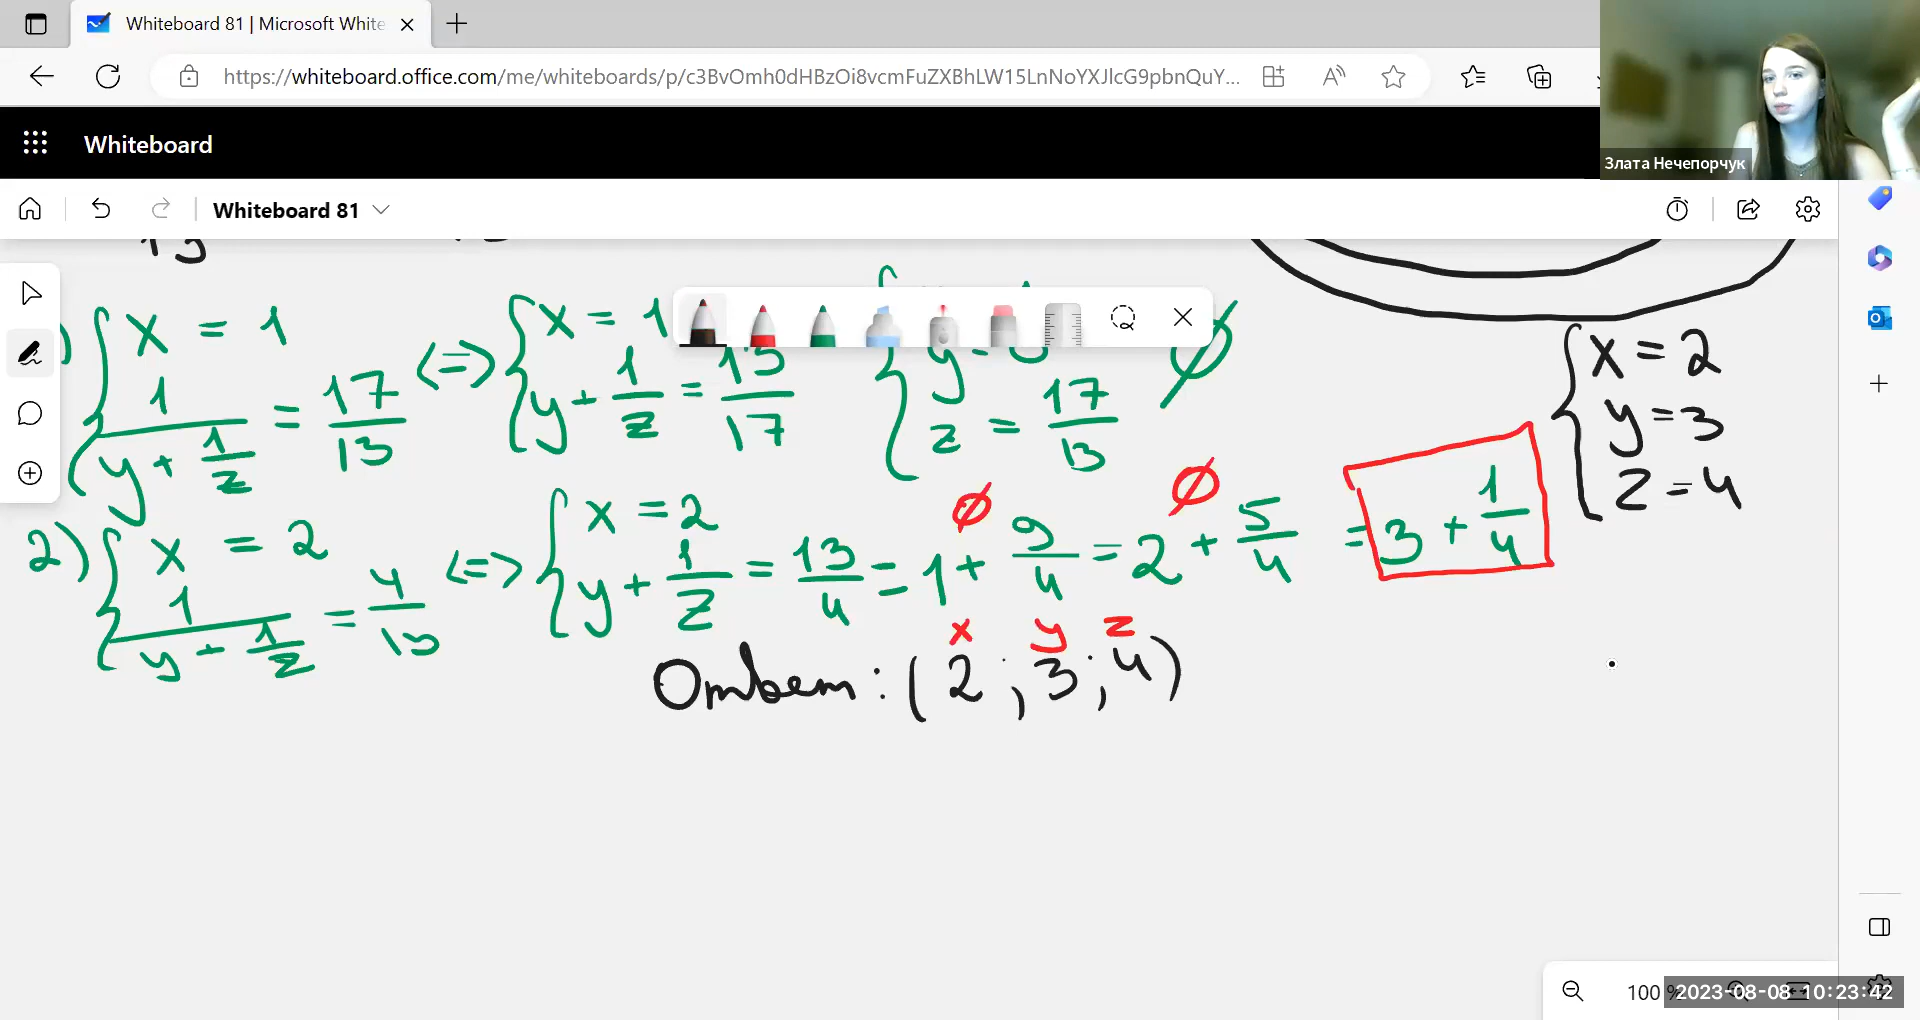 Whiteboard 81 | Microsoft White
https://whiteboard.office.com/me/whiteboards/p/c3BvOmh0dHBzOi8vcmFuZXBhLW15LnNoYXJlcG9pbnQuY...
Злата Нечепорчук
Whiteboard
Whiteboard 81
) { x = 1, 1/(y + 1/z) = 17/13 <=> { x = 1, y + 1/z = 13/17 { y = 0, z = 17/13 ∅
{ x = 2
y = 3
z = 4
2) { x = 2, 1/(y + 1/z) = 4/13 <=> { x = 2, y + 1/z = 13/4 = 1 + 9/4 = 2 + 5/4 = 3 + 1/4
∅ ∅
x y z
Ответ: (2; 3; 4)
100 %
2023-08-08 10:23:42